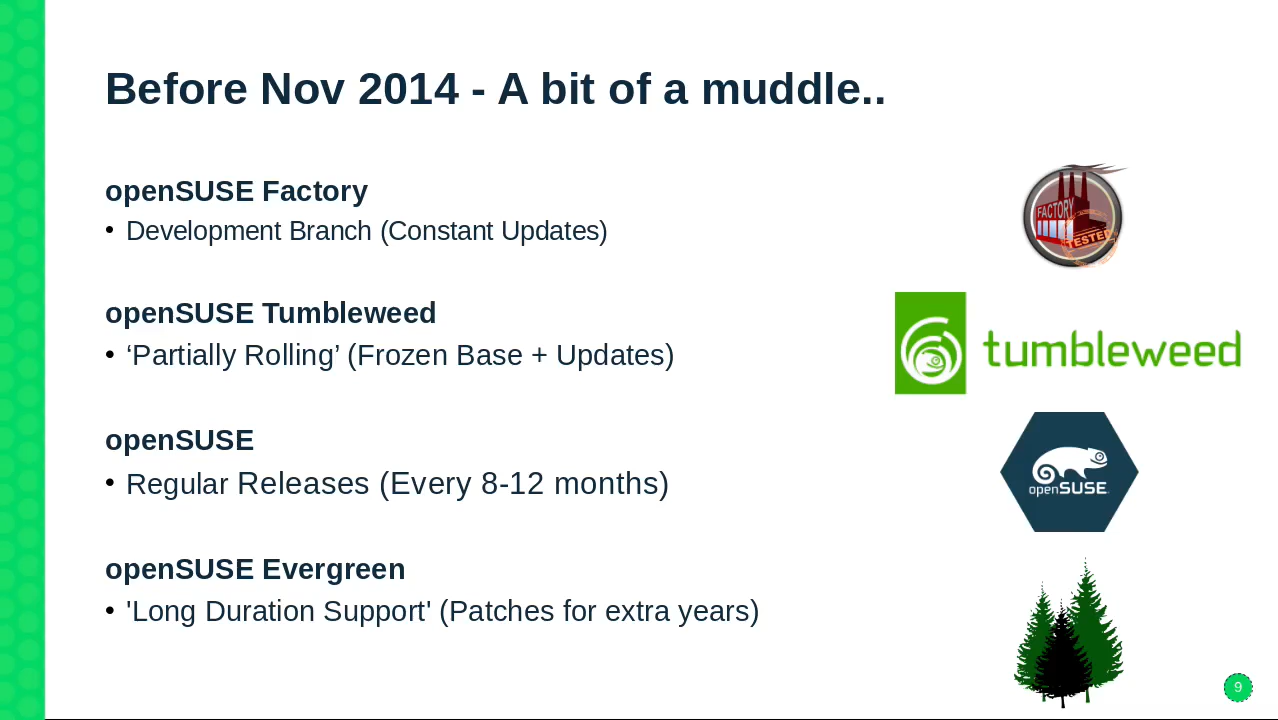 Before Nov 2014 - A bit of a muddle..
openSUSE Factory
• Development Branch (Constant Updates)
FACTORY
TESTED
openSUSE Tumbleweed
• ‘Partially Rolling’ (Frozen Base + Updates)
tumbleweed
openSUSE
• Regular Releases (Every 8-12 months)
openSUSE
openSUSE Evergreen
• 'Long Duration Support' (Patches for extra years)
9